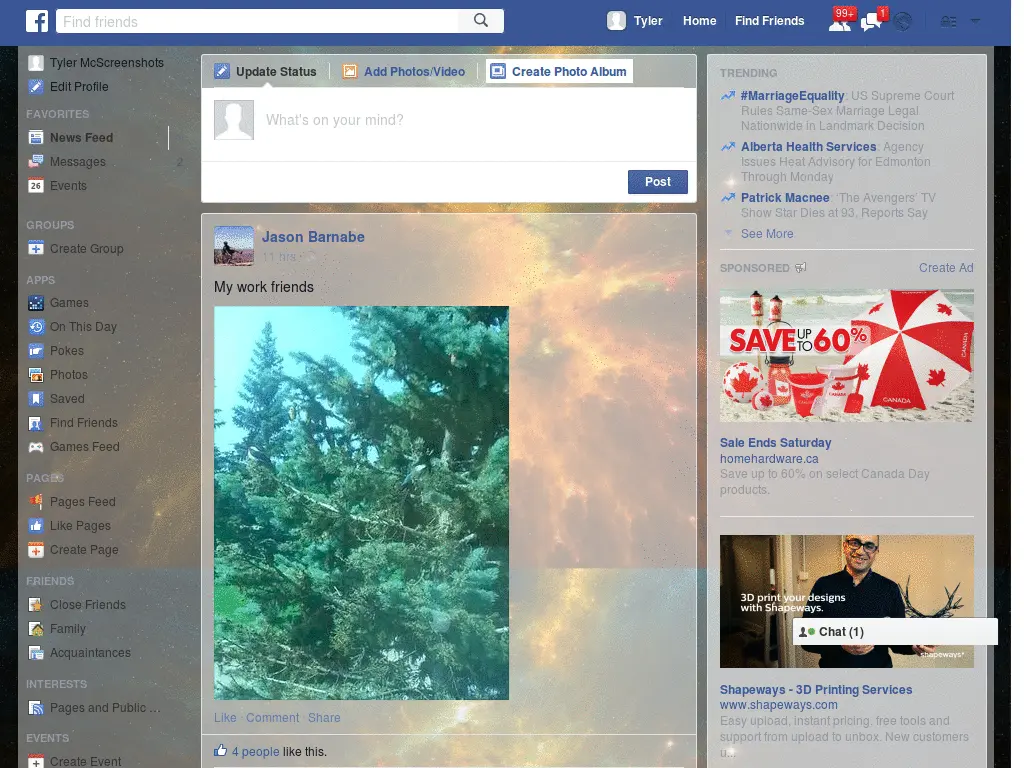 Find friends
Tyler
Home
Find Friends
99+
1
Tyler McScreenshots
Edit Profile
FAVORITES
News Feed
Messages 2
Events
GROUPS
Create Group
APPS
Games
On This Day
Pokes
Photos
Saved
Find Friends
Games Feed
PAGES
Pages Feed
Like Pages
Create Page
FRIENDS
Close Friends
Family
Acquaintances
INTERESTS
Pages and Public ...
EVENTS
Create Event
Update Status
Add Photos/Video
Create Photo Album
What's on your mind?
Post
Jason Barnabe
11 hrs ·
My work friends
Like · Comment · Share
4 people like this.
TRENDING
#MarriageEquality: US Supreme Court
Rules Same-Sex Marriage Legal
Nationwide in Landmark Decision
Alberta Health Services: Agency
Issues Heat Advisory for Edmonton
Through Monday
Patrick Macnee: 'The Avengers' TV
Show Star Dies at 93, Reports Say
See More
SPONSORED
Create Ad
SAVE UP TO 60%
CANADA
CANADA
Sale Ends Saturday
homehardware.ca
Save up to 60% on select Canada Day
products.
3D print your designs
with Shapeways.
Chat (1)
shapeways*
Shapeways - 3D Printing Services
www.shapeways.com
Easy upload, instant pricing, free tools and
support from upload to unbox. New customers
u...